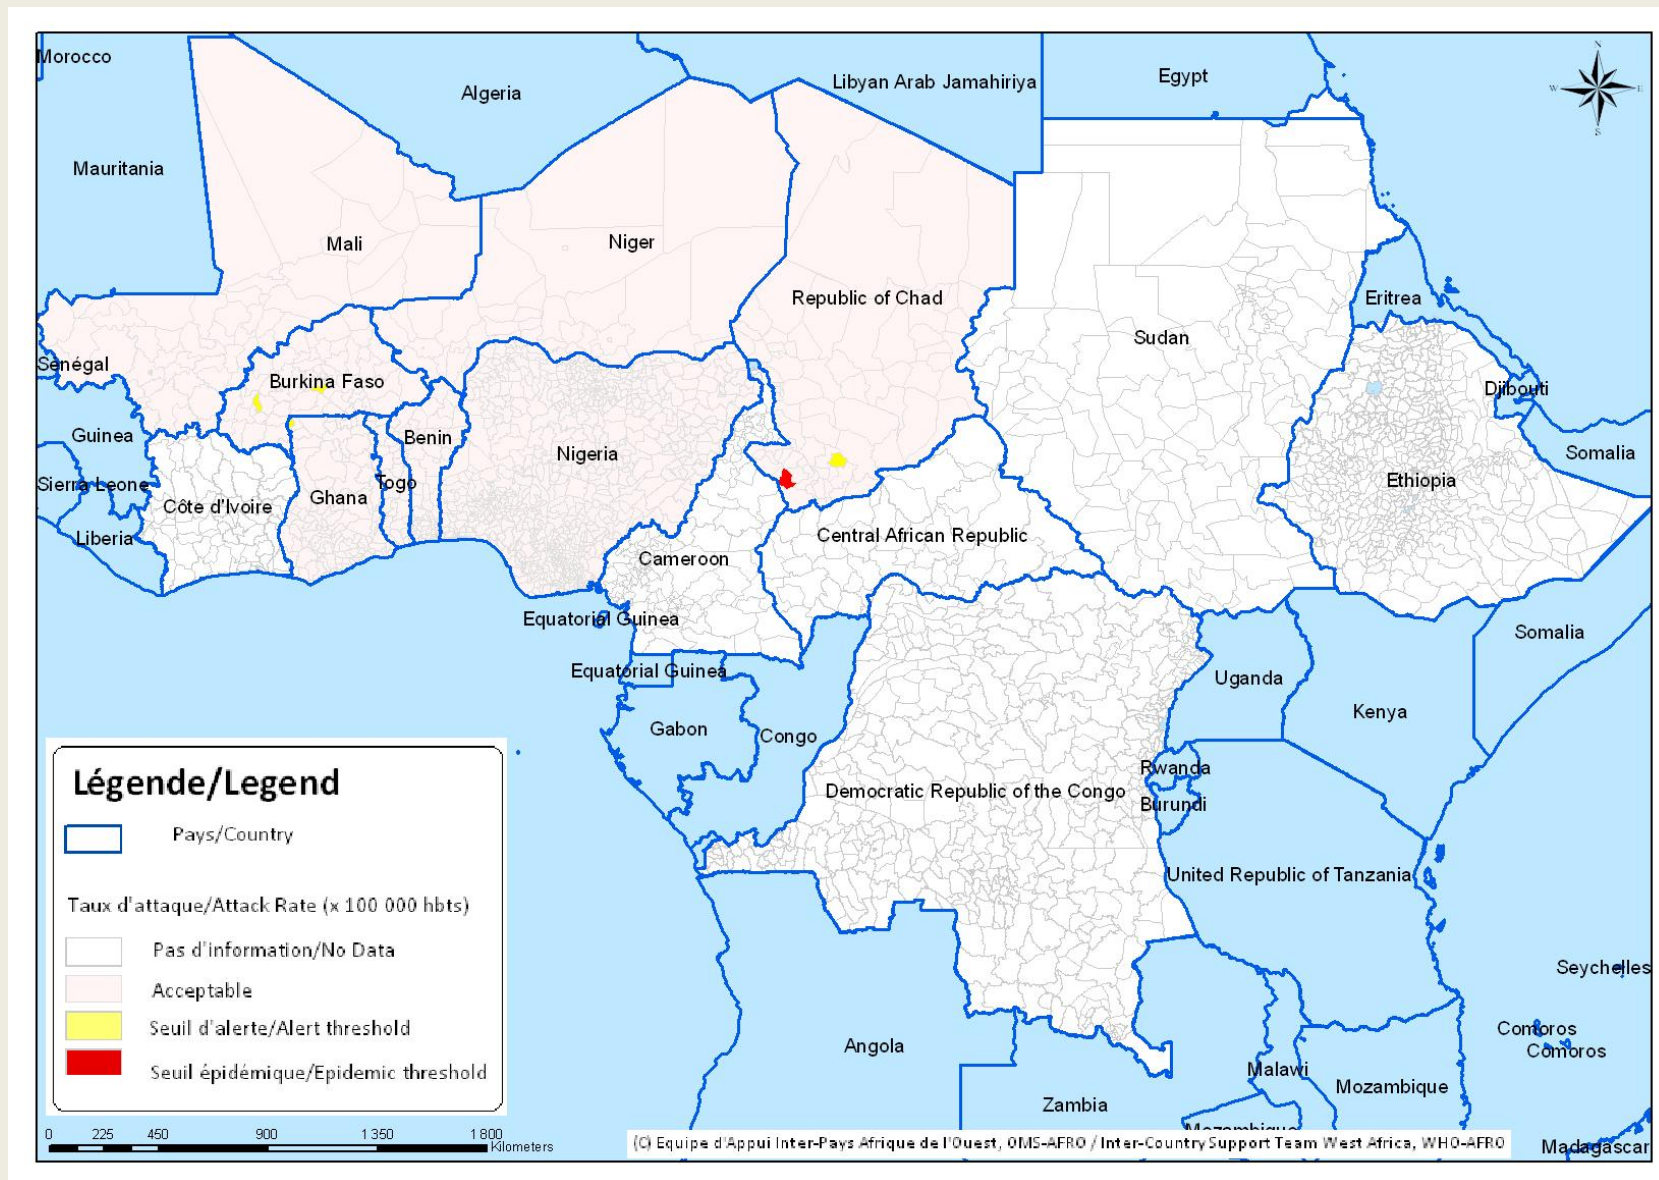 Morocco
Algeria
Libyan Arab Jamahiriya
Egypt
N
W
E
S
Mauritania
Mali
Niger
Republic of Chad
Eritrea
Sudan
Sénégal
Burkina Faso
Djibouti
Guinea
Benin
Nigeria
Somalia
Sierra Leone
Togo
Ghana
Côte d'Ivoire
Ethiopia
Liberia
Central African Republic
Cameroon
Equatorial Guinea
Somalia
Equatorial Guinea
Uganda
Gabon
Congo
Kenya
Rwanda
Democratic Republic of the Congo
Burundi
United Republic of Tanzania
Seychelles
Comoros
Comoros
Angola
Malawi
Mozambique
Zambia
Mozambique
Madagascar
Légende/Legend
Pays/Country
Taux d'attaque/Attack Rate (x 100 000 hbts)
Pas d'information/No Data
Acceptable
Seuil d'alerte/Alert threshold
Seuil épidémique/Epidemic threshold
0 225 450 900 1 350 1 800
Kilometers
(C) Equipe d'Appui Inter-Pays Afrique de l'Ouest, OMS-AFRO / Inter-Country Support Team West Africa, WHO-AFRO